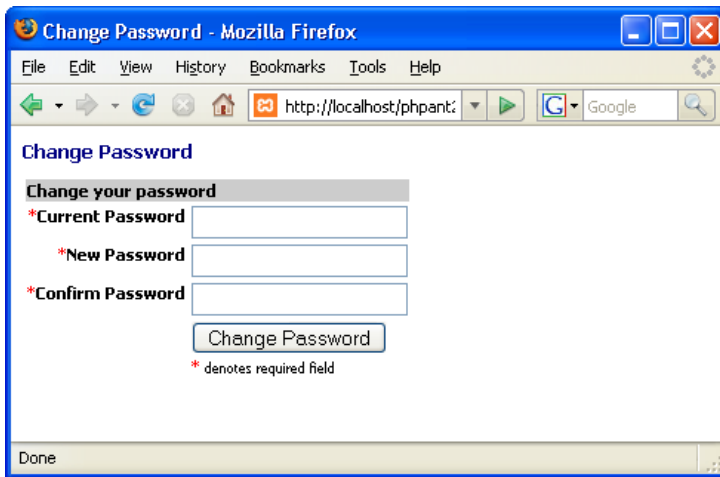 Change Password - Mozilla Firefox
File Edit View History Bookmarks Tools Help
http://localhost/phpant2 G Google
Change Password
Change your password
*Current Password
*New Password
*Confirm Password
Change Password
* denotes required field
Done